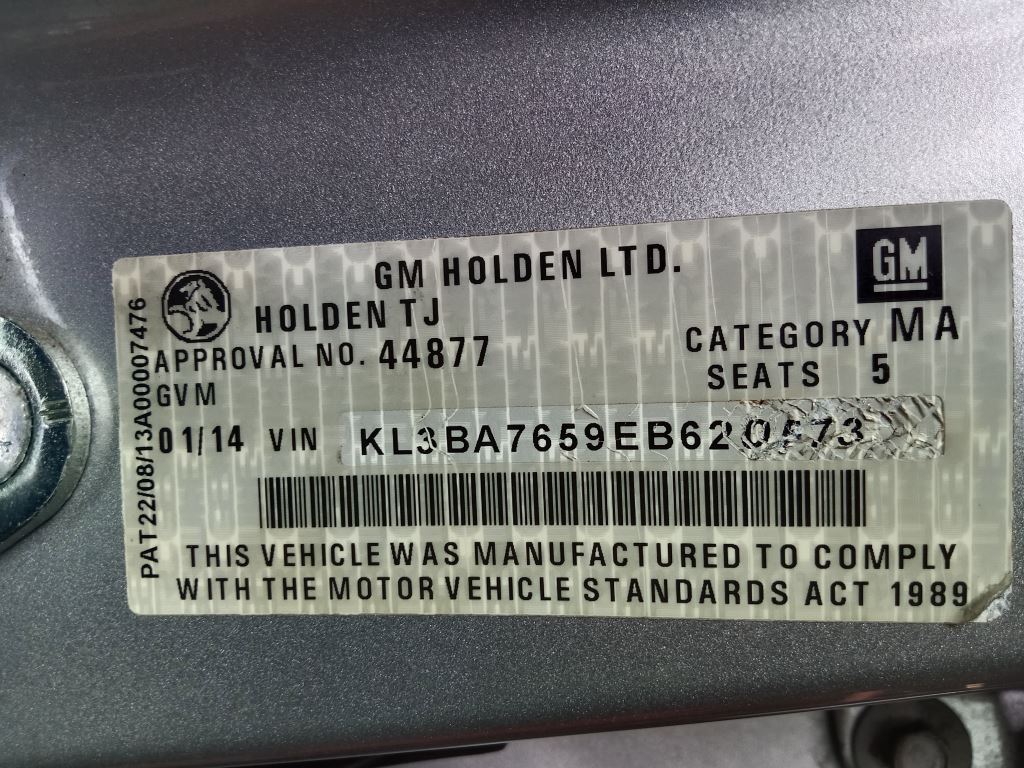 GM HOLDEN LTD.
GM
HOLDEN TJ
APPROVAL NO. 44877
CATEGORY MA
GVM
SEATS 5
01/14 VIN
THIS VEHICLE WAS MANUFACTURED TO COMPLY
WITH THE MOTOR VEHICLE STANDARDS ACT 1989
PAT22/08/13A00007476